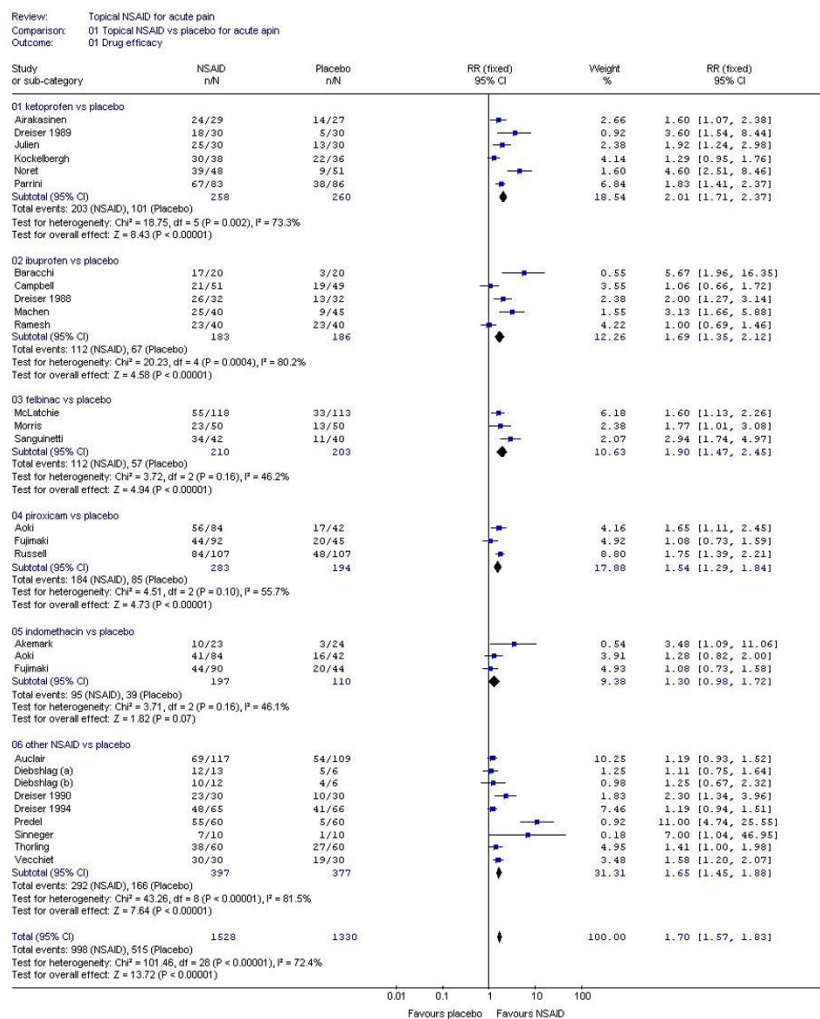 Review: Topical NSAID for acute pain
Comparison: 01 Topical NSAID vs placebo for acute apin
Outcome: 01 Drug efficacy
Study NSAID Placebo RR (fixed) Weight RR (fixed)
or sub-category n/N n/N 95% CI % 95% CI
01 ketoprofen vs placebo
Airakasinen 24/29 14/27 2.66 1.60 [1.07, 2.38]
Dreiser 1989 18/30 5/30 0.92 3.60 [1.54, 8.44]
Julien 25/30 13/30 2.38 1.92 [1.24, 2.98]
Kockelbergh 30/38 22/36 4.14 1.29 [0.95, 1.76]
Noret 39/48 9/51 1.60 4.60 [2.51, 8.46]
Parrini 67/83 38/86 6.84 1.83 [1.41, 2.37]
Subtotal (95% CI) 258 260 18.54 2.01 [1.71, 2.37]
Total events: 203 (NSAID), 101 (Placebo)
Test for heterogeneity: Chi² = 18.75, df = 5 (P = 0.002), I² = 73.3%
Test for overall effect: Z = 8.43 (P < 0.00001)
02 ibuprofen vs placebo
Baracchi 17/20 3/20 0.55 5.67 [1.96, 16.35]
Campbell 21/51 19/49 3.55 1.06 [0.66, 1.72]
Dreiser 1988 26/32 13/32 2.38 2.00 [1.27, 3.14]
Machen 25/40 9/45 1.55 3.13 [1.66, 5.88]
Ramesh 23/40 23/40 4.22 1.00 [0.69, 1.46]
Subtotal (95% CI) 183 186 12.26 1.69 [1.35, 2.12]
Total events: 112 (NSAID), 67 (Placebo)
Test for heterogeneity: Chi² = 20.23, df = 4 (P = 0.0004), I² = 80.2%
Test for overall effect: Z = 4.58 (P < 0.00001)
03 felbinac vs placebo
McLatchie 55/118 33/113 6.18 1.60 [1.13, 2.26]
Morris 23/50 13/50 2.38 1.77 [1.01, 3.08]
Sanguinetti 34/42 11/40 2.07 2.94 [1.74, 4.97]
Subtotal (95% CI) 210 203 10.63 1.90 [1.47, 2.45]
Total events: 112 (NSAID), 57 (Placebo)
Test for heterogeneity: Chi² = 3.72, df = 2 (P = 0.16), I² = 46.2%
Test for overall effect: Z = 4.94 (P < 0.00001)
04 piroxicam vs placebo
Aoki 56/84 17/42 4.16 1.65 [1.11, 2.45]
Fujimaki 44/92 20/45 4.92 1.08 [0.73, 1.59]
Russell 84/107 48/107 8.80 1.75 [1.39, 2.21]
Subtotal (95% CI) 283 194 17.88 1.54 [1.29, 1.84]
Total events: 184 (NSAID), 85 (Placebo)
Test for heterogeneity: Chi² = 4.51, df = 2 (P = 0.10), I² = 55.7%
Test for overall effect: Z = 4.73 (P < 0.00001)
05 indomethacin vs placebo
Akemark 10/23 3/24 0.54 3.48 [1.09, 11.06]
Aoki 41/84 16/42 3.91 1.28 [0.82, 2.00]
Fujimaki 44/90 20/44 4.93 1.08 [0.73, 1.58]
Subtotal (95% CI) 197 110 9.38 1.30 [0.98, 1.72]
Total events: 95 (NSAID), 39 (Placebo)
Test for heterogeneity: Chi² = 3.71, df = 2 (P = 0.16), I² = 46.1%
Test for overall effect: Z = 1.82 (P = 0.07)
06 other NSAID vs placebo
Auclair 69/117 54/109 10.25 1.19 [0.93, 1.52]
Diebshlag (a) 12/13 5/6 1.25 1.11 [0.75, 1.64]
Diebshlag (b) 10/12 4/6 0.98 1.25 [0.67, 2.32]
Dreiser 1990 23/30 10/30 1.83 2.30 [1.34, 3.96]
Dreiser 1994 48/65 41/66 7.46 1.19 [0.94, 1.51]
Predel 55/60 5/60 0.92 11.00 [4.74, 25.55]
Sinneger 7/10 1/10 0.18 7.00 [1.04, 46.95]
Thorling 38/60 27/60 4.95 1.41 [1.00, 1.98]
Vecchiet 30/30 19/30 3.48 1.58 [1.20, 2.07]
Subtotal (95% CI) 397 377 31.31 1.65 [1.45, 1.88]
Total events: 292 (NSAID), 166 (Placebo)
Test for heterogeneity: Chi² = 43.26, df = 8 (P < 0.00001), I² = 81.5%
Test for overall effect: Z = 7.64 (P < 0.00001)
Total (95% CI) 1528 1330 100.00 1.70 [1.57, 1.83]
Total events: 998 (NSAID), 515 (Placebo)
Test for heterogeneity: Chi² = 101.46, df = 28 (P < 0.00001), I² = 72.4%
Test for overall effect: Z = 13.72 (P < 0.00001)
0.01 0.1 1 10 100
Favours placebo Favours NSAID